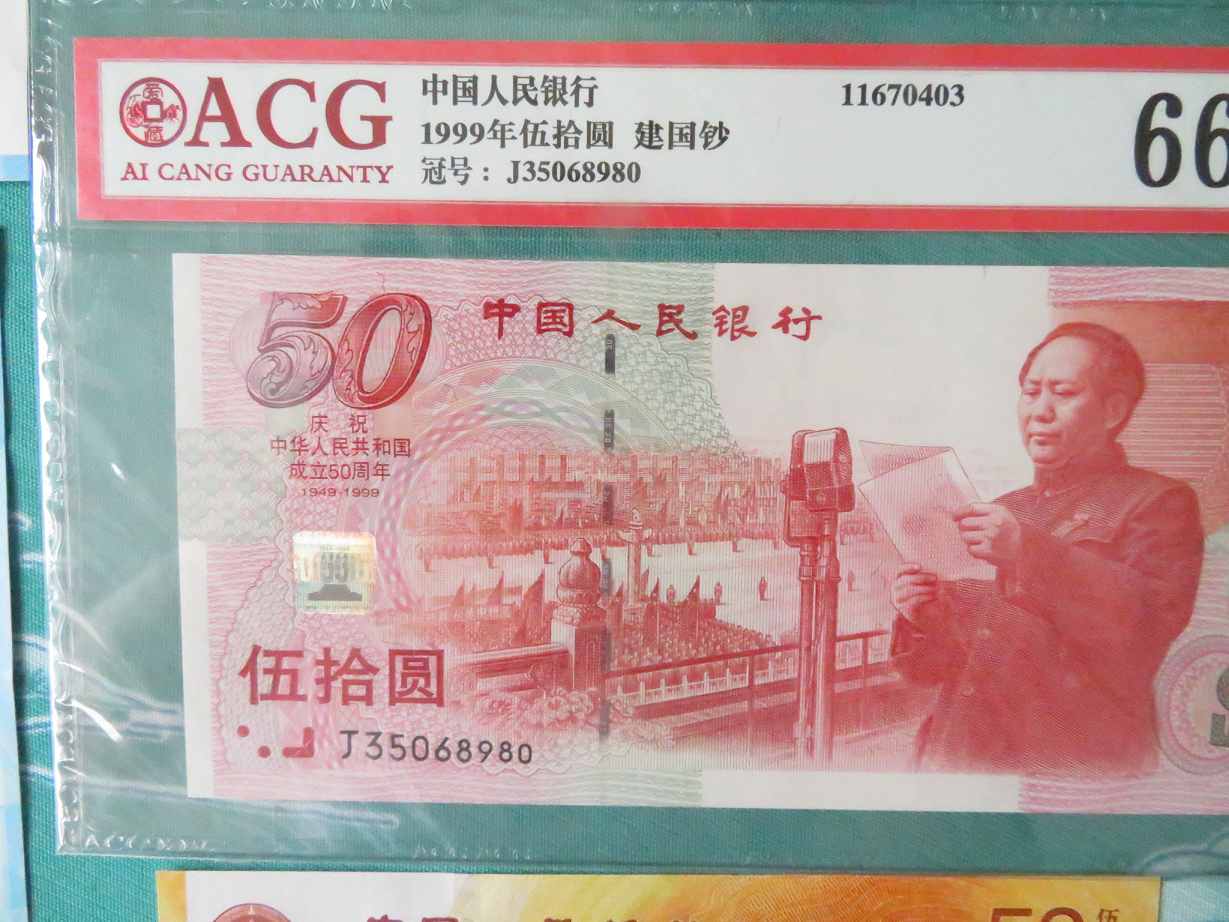 ACG
AI CANG GUARANTY
中国人民银行
1999年伍拾圆 建国钞
冠号：J35068980
11670403
66
50
中国人民银行
庆祝
中华人民共和国
成立50周年
1949-1999
伍拾圆
J35068980
50
伍